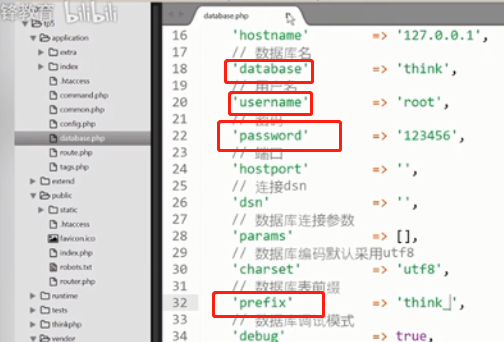 锋教育 bilibili
tp5
application
extra
index
.htaccess
command.php
common.php
config.php
database.php
route.php
tags.php
extend
public
static
.htaccess
favicon.ico
index.php
robots.txt
router.php
runtime
tests
thinkphp
vendor
database.php
16 'hostname' => '127.0.0.1',
17 // 数据库名
18 'database' => 'think',
19 // 用户名
20 'username' => 'root',
21 // 密码
22 'password' => '123456',
23 // 端口
24 'hostport' => '',
25 // 连接dsn
26 'dsn' => '',
27 // 数据库连接参数
28 'params' => [],
29 // 数据库编码默认采用utf8
30 'charset' => 'utf8',
31 // 数据库表前缀
32 'prefix' => 'think_',
33 // 数据库调试模式
34 'debug' => true,